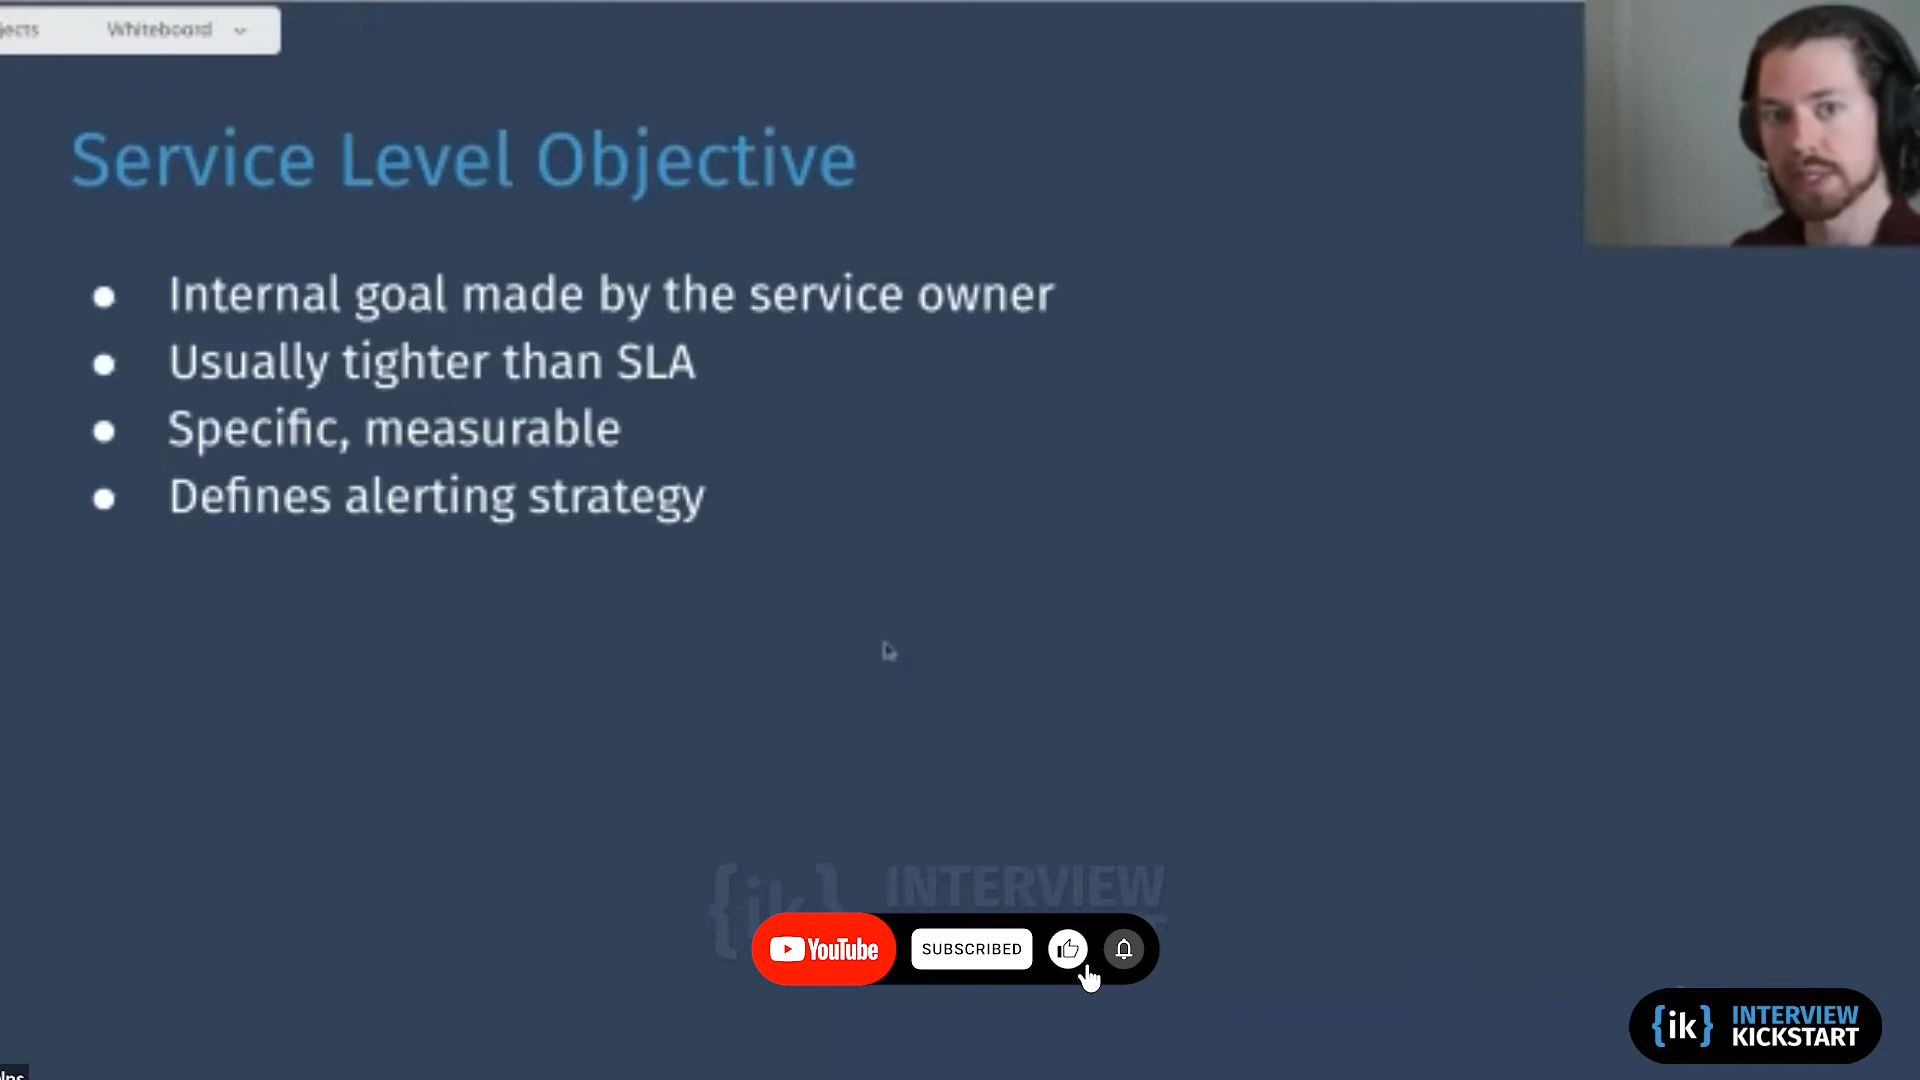 Whiteboard
Service Level Objective
● Internal goal made by the service owner
● Usually tighter than SLA
● Specific, measurable
● Defines alerting strategy
{ik} INTERVIEW
YouTube SUBSCRIBED
{ik} INTERVIEW
KICKSTART